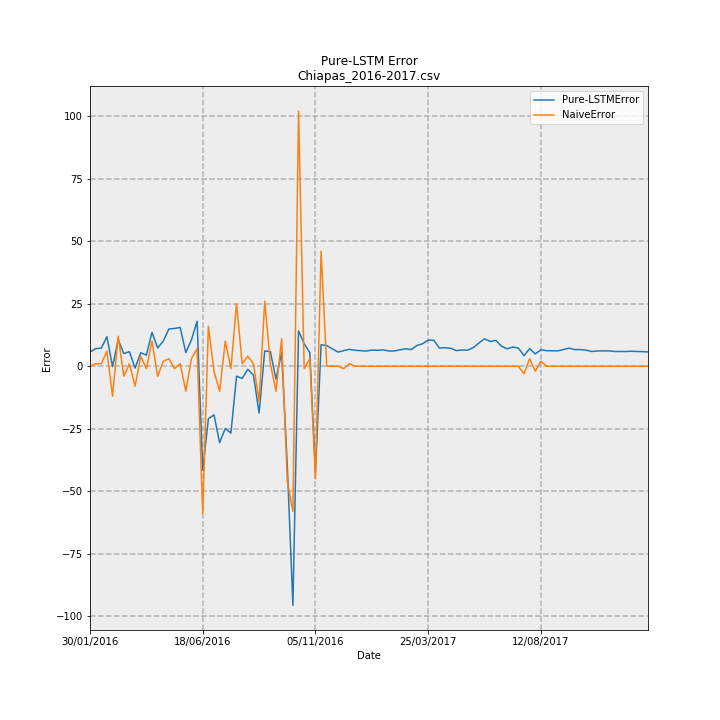 Pure-LSTM Error
Chiapas_2016-2017.csv
Pure-LSTMError
NaiveError
100
75
50
25
0
−25
−50
−75
−100
Error
30/01/2016 18/06/2016 05/11/2016 25/03/2017 12/08/2017
Date